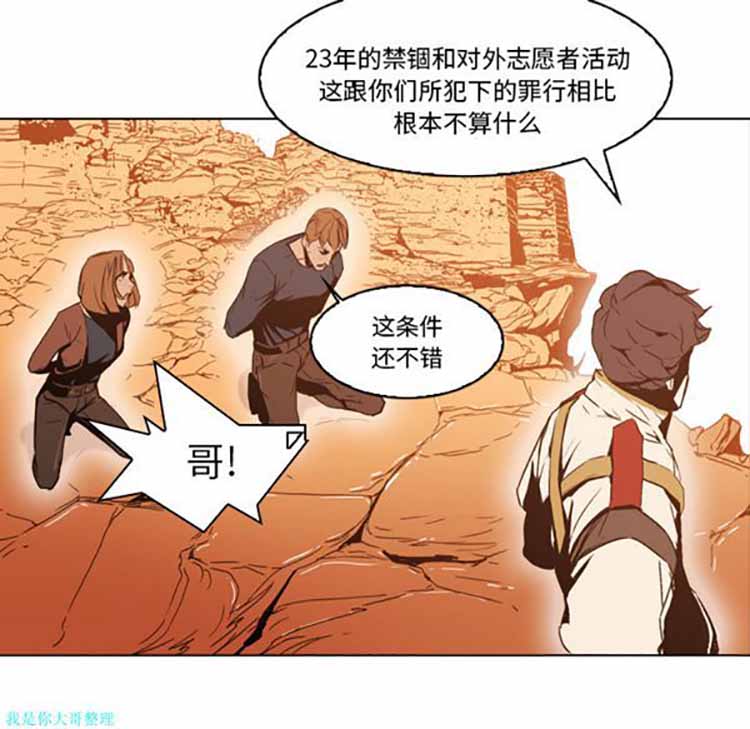 23年的禁锢和对外志愿者活动
这跟你们所犯下的罪行相比
根本不算什么
这条件
还不错
哥!
我是你大哥整理